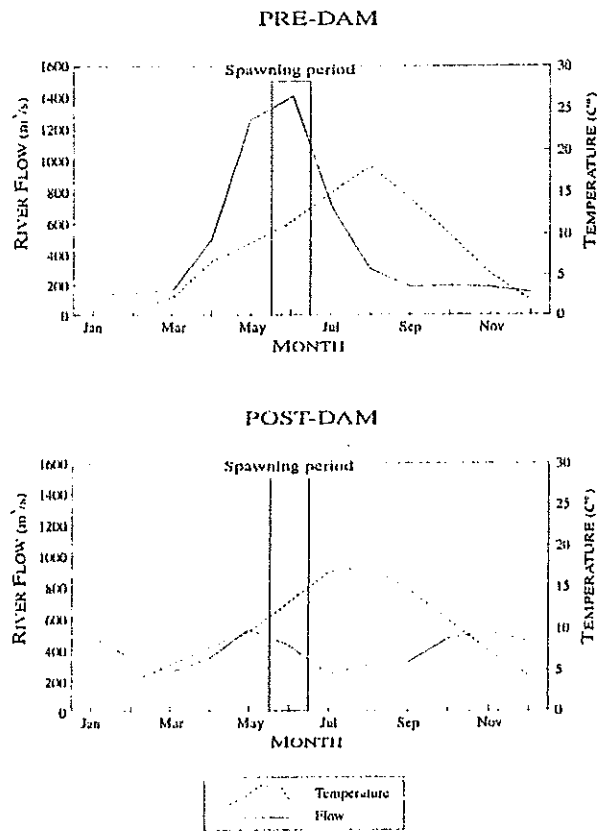 PRE-DAM
Spawning period
RIVER FLOW (m³/s)
1600
1400
1200
1000
800
600
400
200
0
30
25
20
15
10
5
0
TEMPERATURE (C°)
Jan Mar May Jul Sep Nov
MONTH
POST-DAM
Spawning period
RIVER FLOW (m³/s)
1600
1400
1200
1000
800
600
400
200
0
30
25
20
15
10
5
0
TEMPERATURE (C°)
Jan Mar May Jul Sep Nov
MONTH
Temperature
Flow